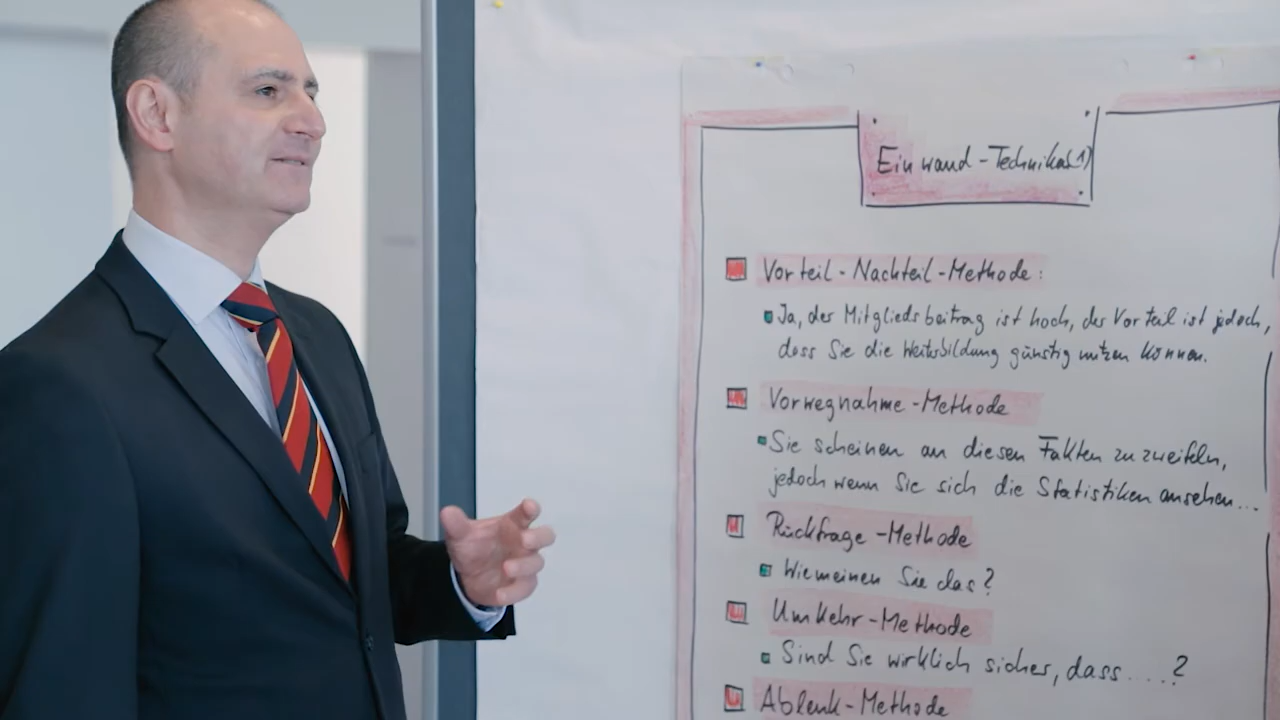 Einwand-Technika(1)
Vorteil-Nachteil-Methode:
Ja, der Mitgliedsbeitrag ist hoch, der Vorteil ist jedoch,
dass Sie die Weiterbildung günstig nutzen können.
Vorwegnahme-Methode
Sie scheinen an diesen Fakten zu zweifeln,
jedoch wenn Sie sich die Statistiken ansehen...
Rückfrage-Methode
Wie meinen Sie das?
Umkehr-Methode
Sind Sie wirklich sicher, dass....?
Ablenk-Methode